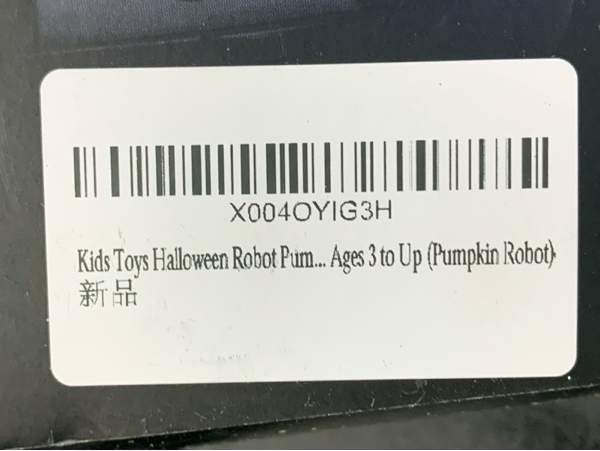 X004OYIG3H
Kids Toys Halloween Robot Pum... Ages 3 to Up (Pumpkin Robot)
新品